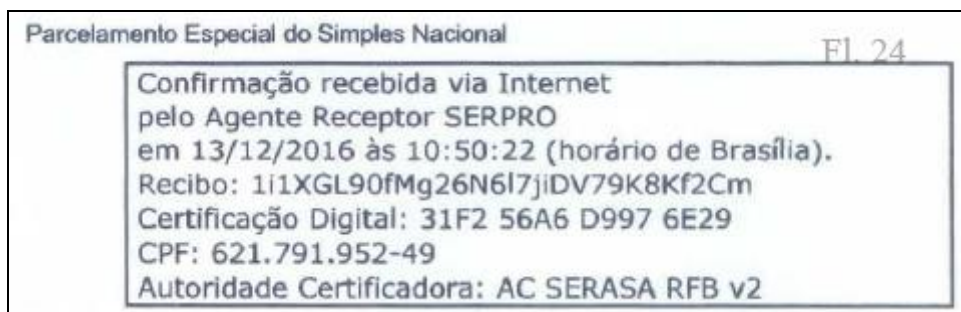 Parcelamento Especial do Simples Nacional
Fl. 24
Confirmação recebida via Internet
pelo Agente Receptor SERPRO
em 13/12/2016 às 10:50:22 (horário de Brasília).
Recibo: 1i1XGL90fMg26N6l7jiDV79K8Kf2Cm
Certificação Digital: 31F2 56A6 D997 6E29
CPF: 621.791.952-49
Autoridade Certificadora: AC SERASA RFB v2